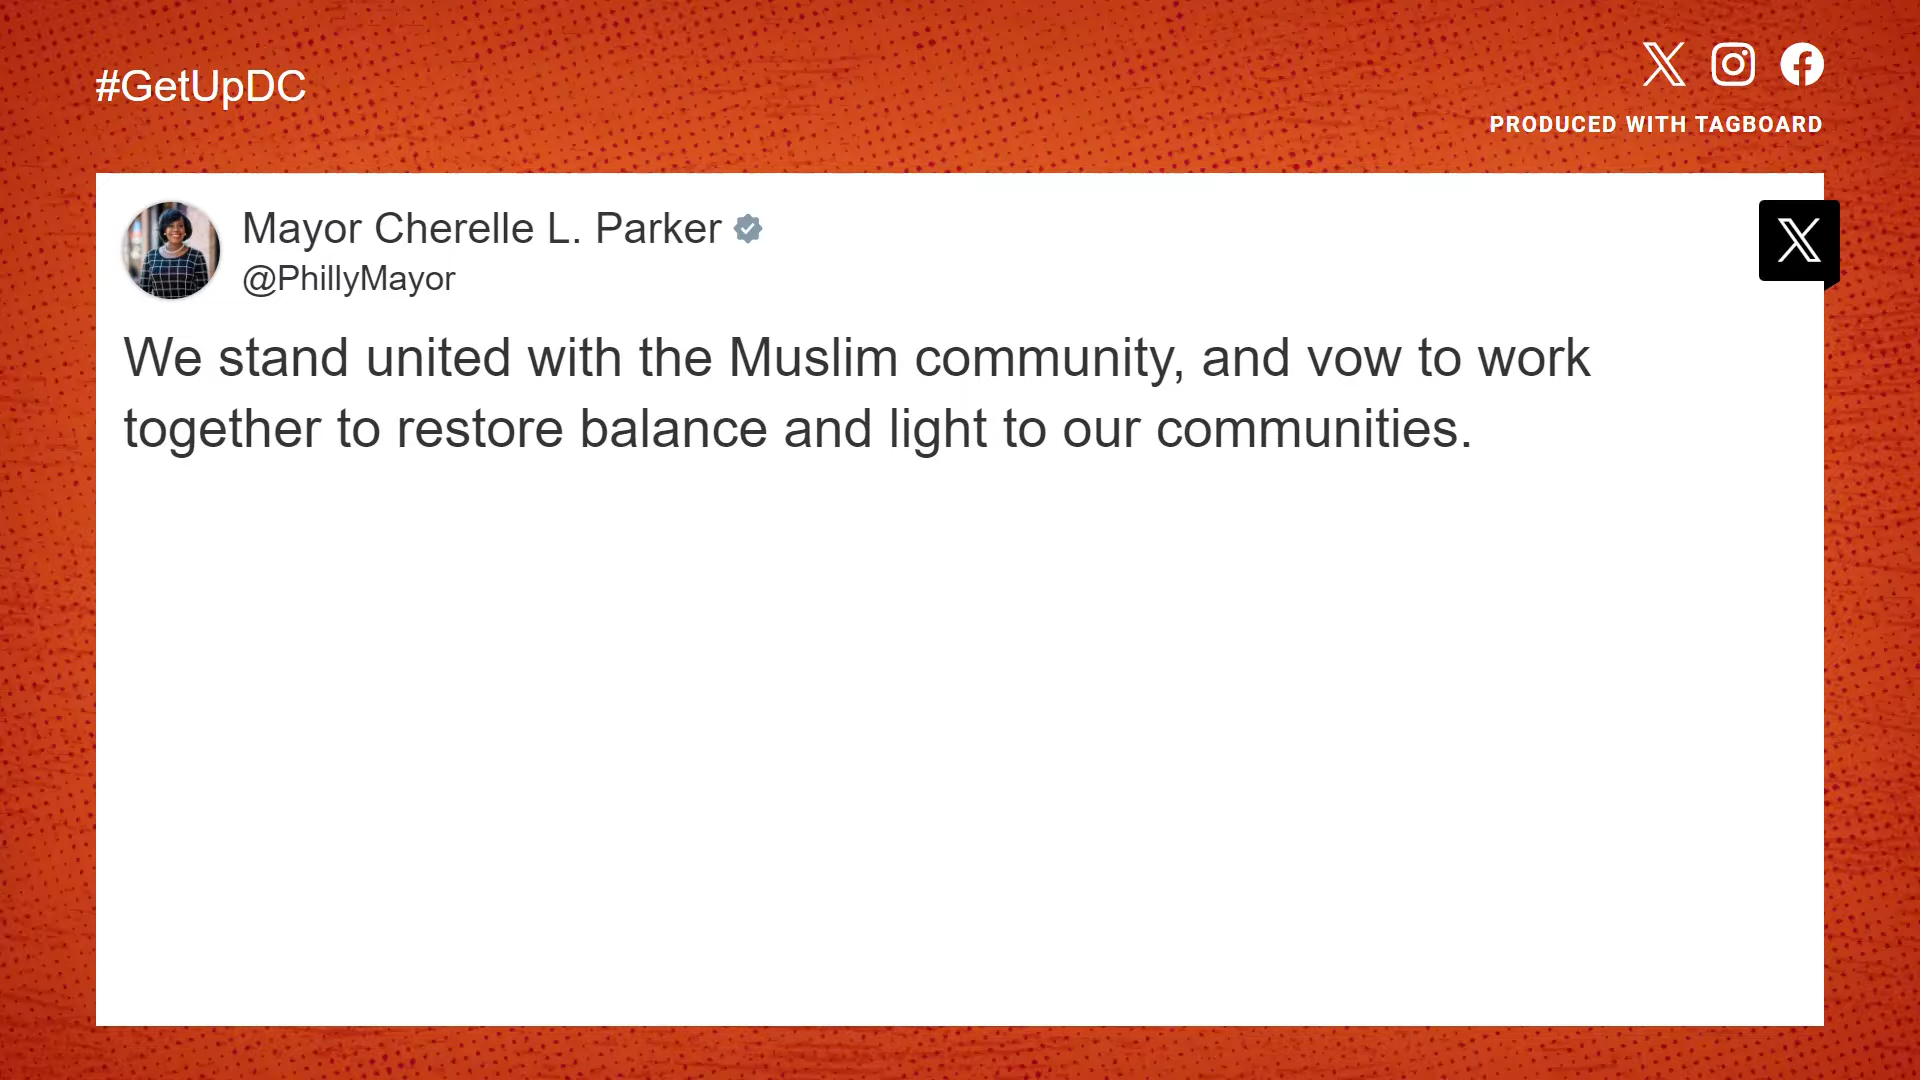 #GetUpDC
PRODUCED WITH TAGBOARD
Mayor Cherelle L. Parker
@PhillyMayor
We stand united with the Muslim community, and vow to work
together to restore balance and light to our communities.